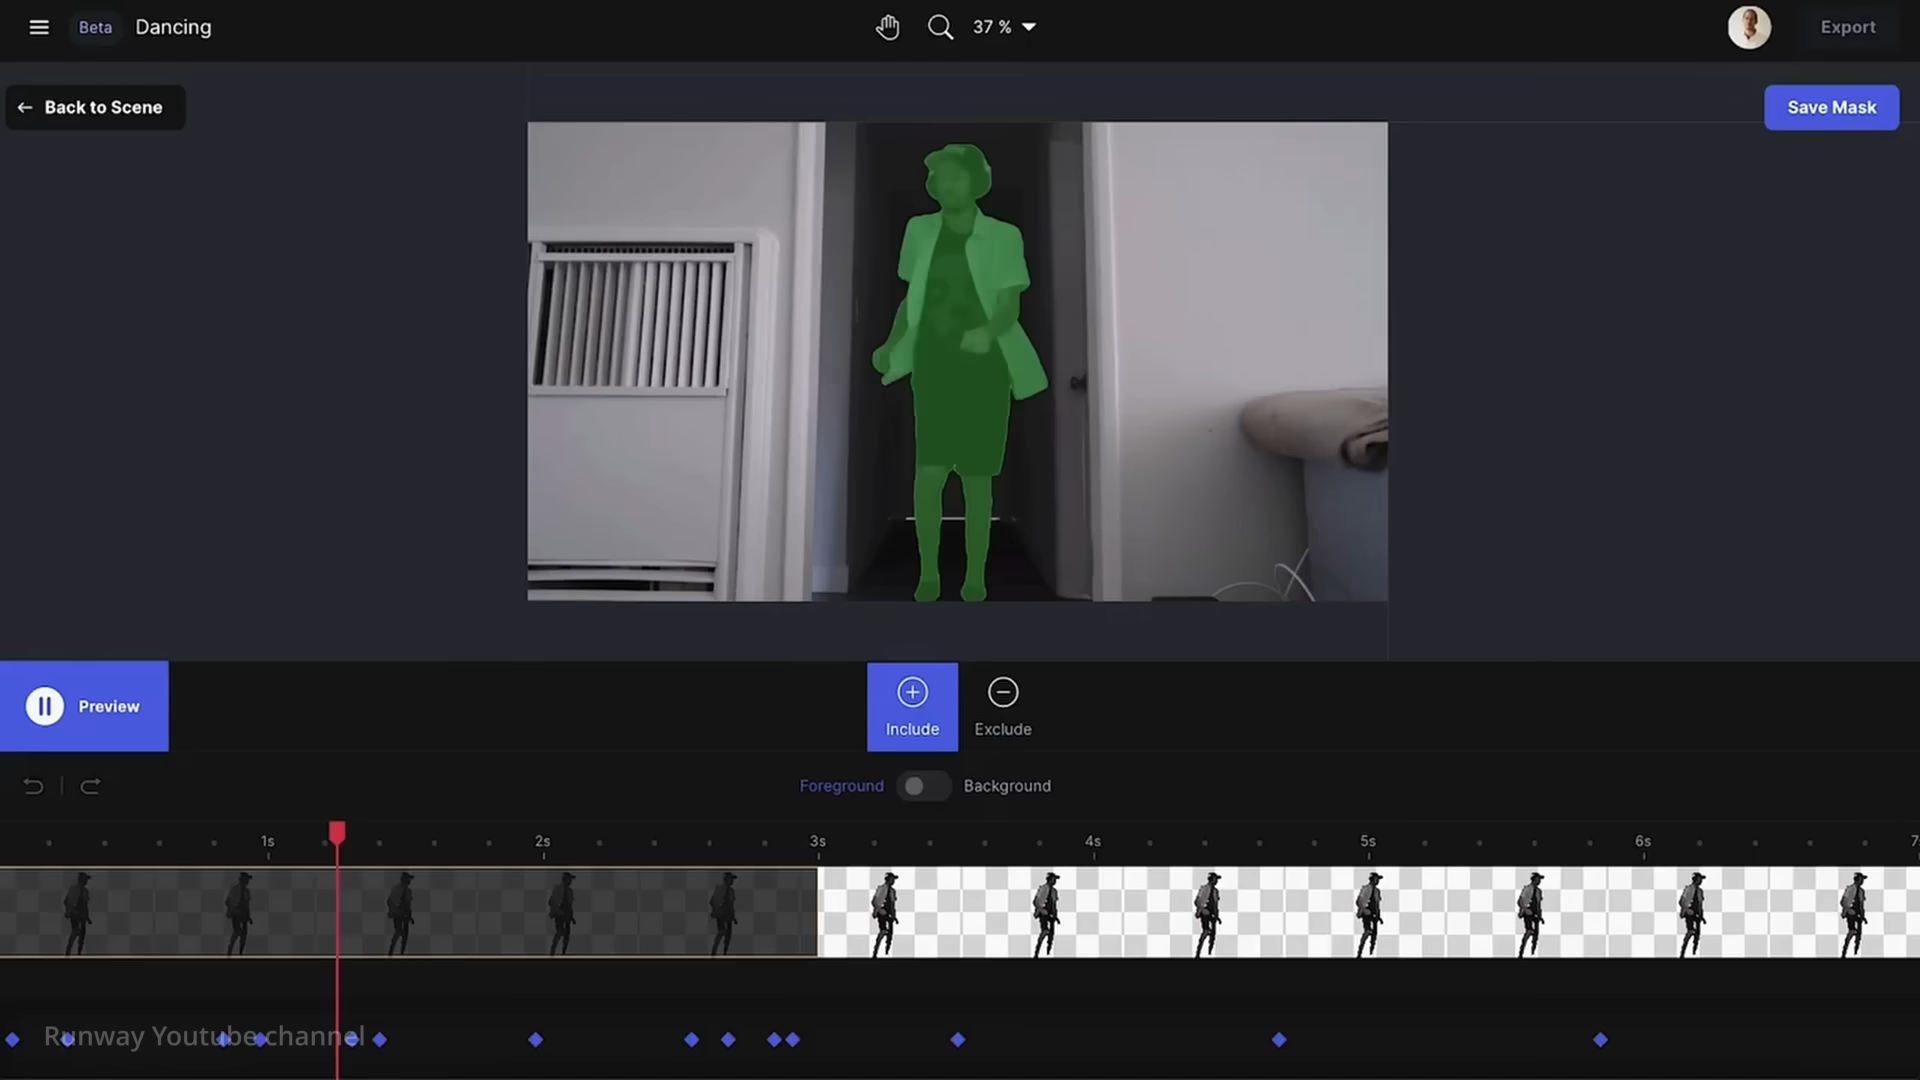 Beta Dancing 37 % Export
Back to Scene Save Mask
Preview
Include Exclude
Foreground Background
1s 2s 3s 4s 5s 6s
Runway Youtube channel